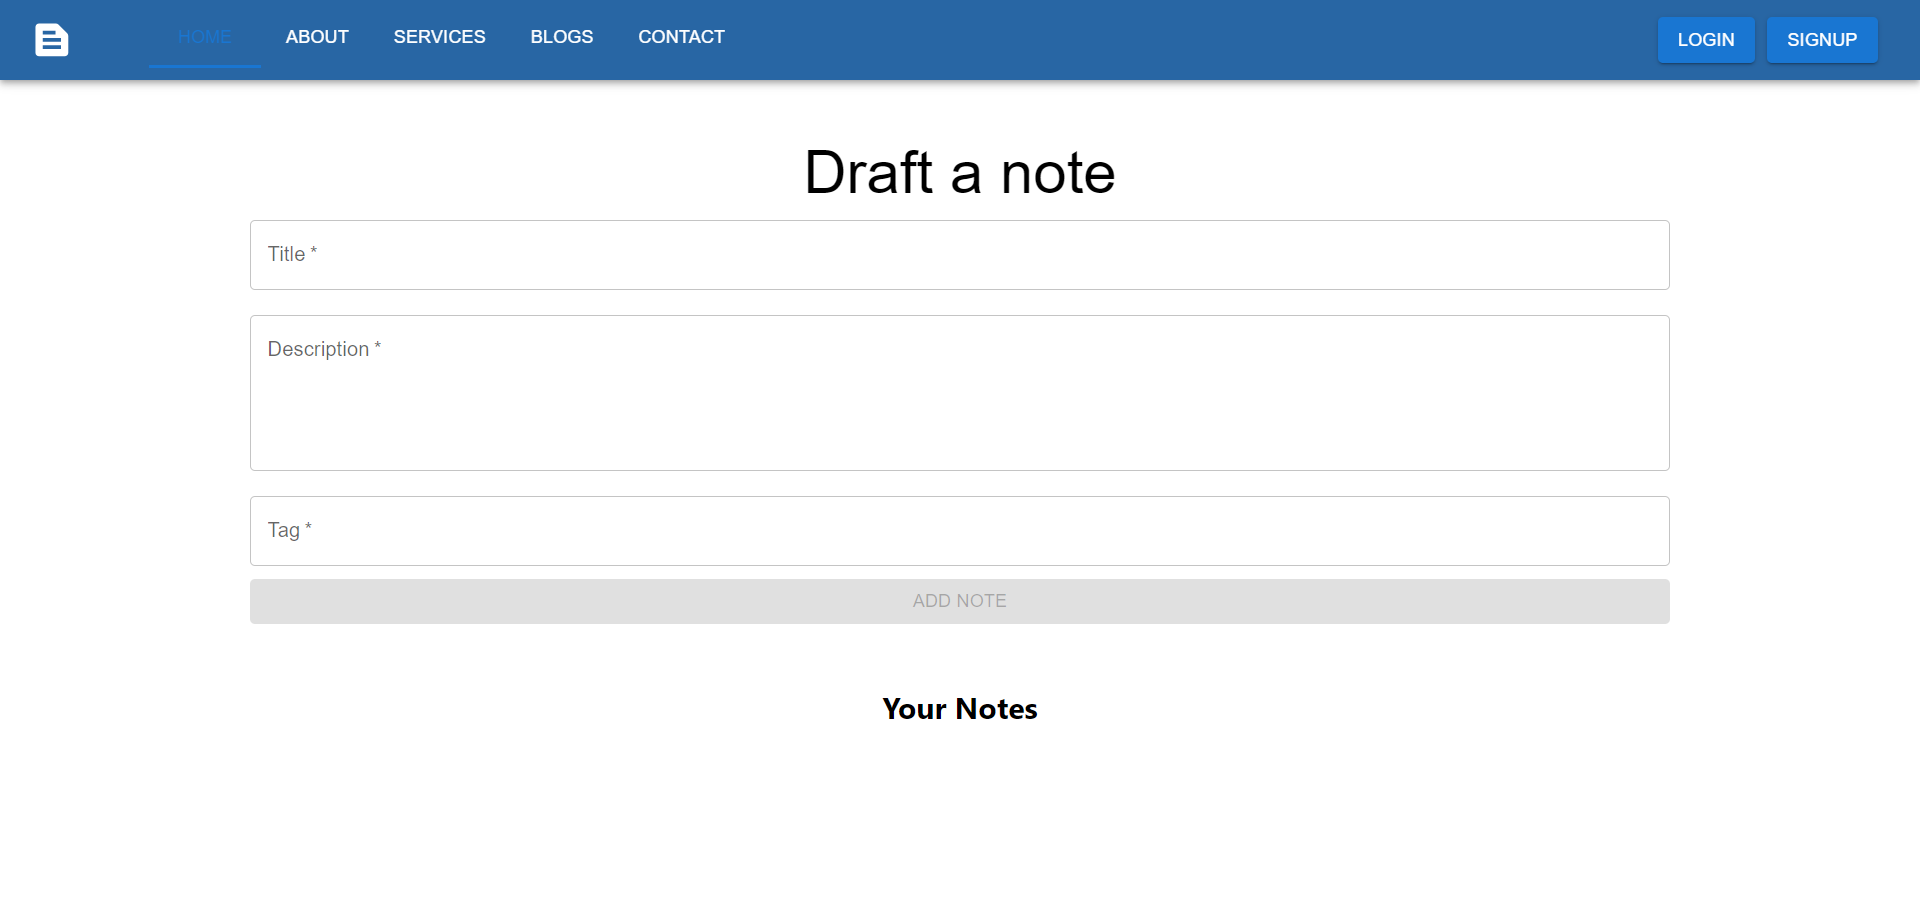 HOME ABOUT SERVICES BLOGS CONTACT LOGIN SIGNUP
Draft a note
Title *
Description *
Tag *
ADD NOTE
Your Notes